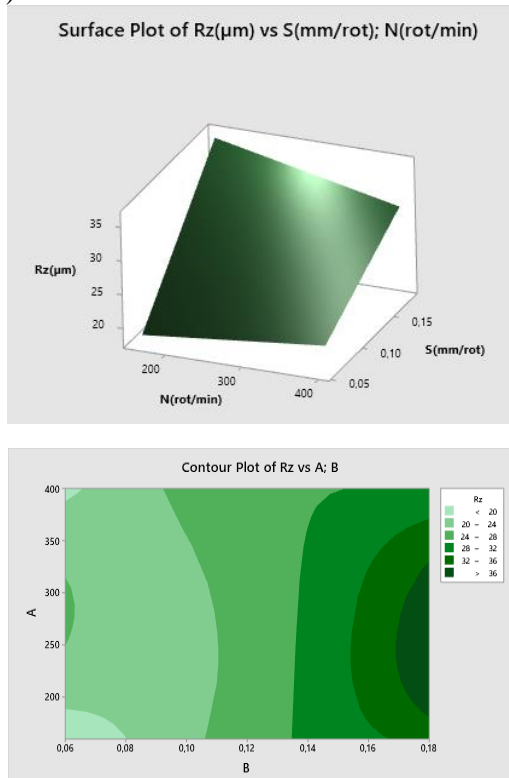 )
Surface Plot of Rz(µm) vs S(mm/rot); N(rot/min)
35
30
Rz(µm)
25
20
0,15
S(mm/rot)
0,10
200
300
400
0,05
N(rot/min)
Contour Plot of Rz vs A; B
400
350
300
250
200
A
0,06
0,08
0,10
0,12
0,14
0,16
0,18
B
Rz
< 20
20 – 24
24 – 28
28 – 32
32 – 36
> 36